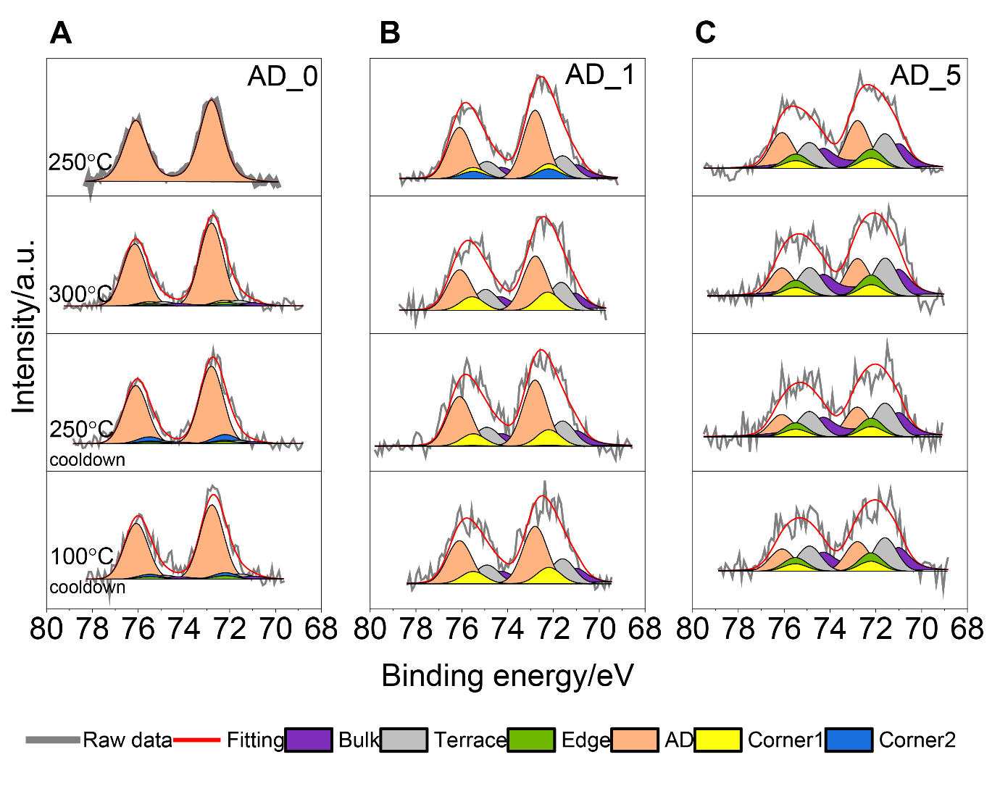 A
B
C
AD_0
AD_1
AD_5
250°C
300°C
250°C
cooldown
100°C
cooldown
Intensity/a.u.
80 78 76 74 72 70 68
80 78 76 74 72 70 68
80 78 76 74 72 70 68
Binding energy/eV
Raw data Fitting Bulk Terrace Edge AD Corner1 Corner2